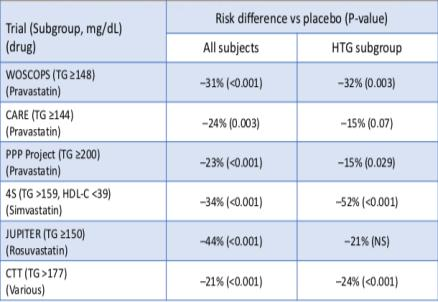 Trial (Subgroup, mg/dL)
(drug)
Risk difference vs placebo (P-value)
All subjects
HTG subgroup
WOSCOPS (TG ≥148)
(Pravastatin)
−31% (<0.001)
−32% (0.003)
CARE (TG ≥144)
(Pravastatin)
−24% (0.003)
−15% (0.07)
PPP Project (TG ≥200)
(Pravastatin)
−23% (<0.001)
−15% (0.029)
4S (TG >159, HDL-C <39)
(Simvastatin)
−34% (<0.001)
−52% (<0.001)
JUPITER (TG ≥150)
(Rosuvastatin)
−44% (<0.001)
−21% (NS)
CTT (TG >177)
(Various)
−21% (<0.001)
−24% (<0.001)